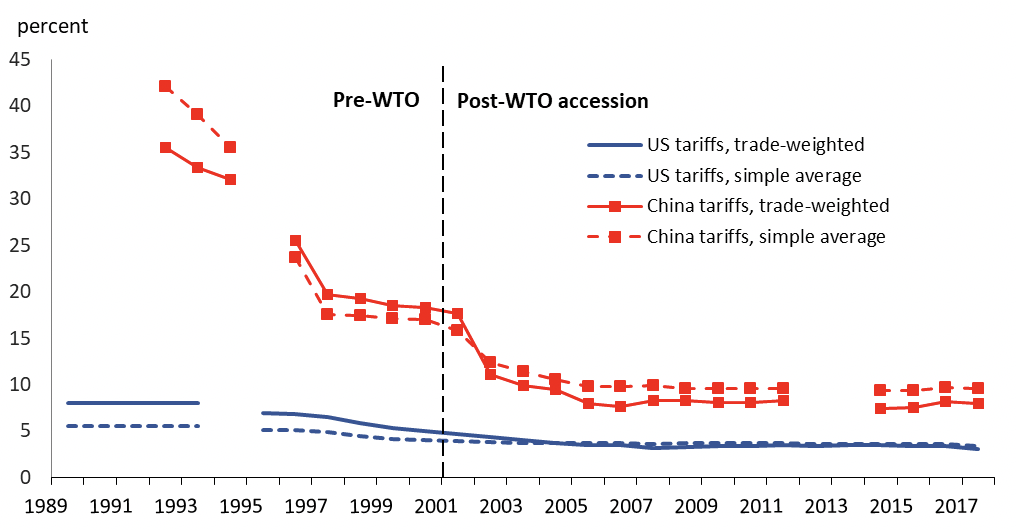 percent
45
40
35
30
25
20
15
10
5
0
Pre-WTO
Post-WTO accession
US tariffs, trade-weighted
US tariffs, simple average
China tariffs, trade-weighted
China tariffs, simple average
1989 1991 1993 1995 1997 1999 2001 2003 2005 2007 2009 2011 2013 2015 2017